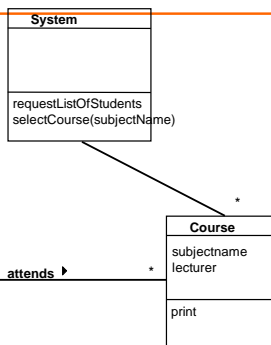 System
requestListOfStudents
selectCourse(subjectName)
*
Course
subjectname
lecturer
attends
*
print